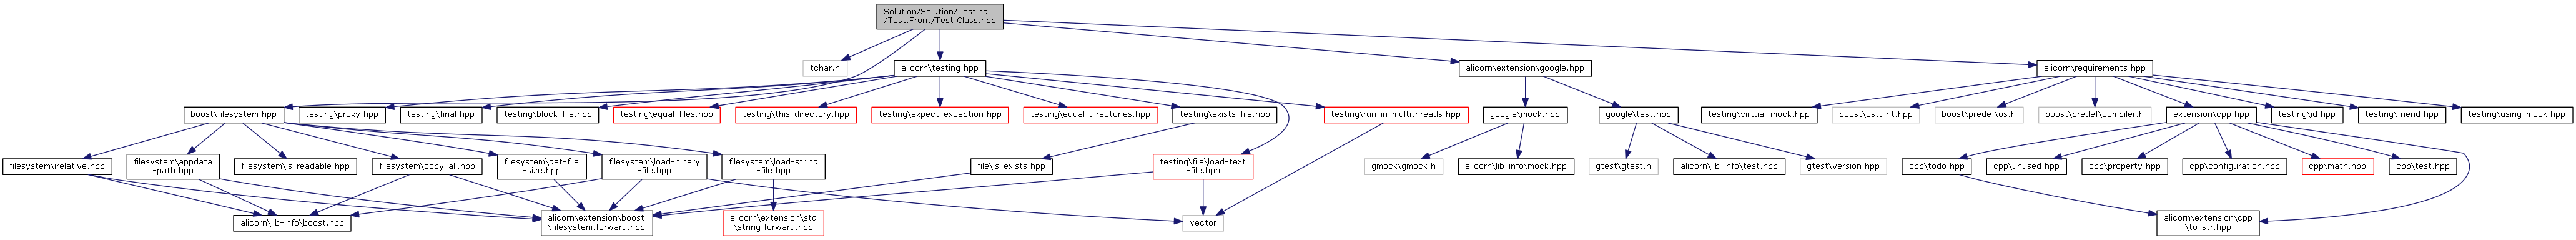 Solution/Solution/Testing
/Test.Front/Test.Class.hpp
tchar.h
alicorn\testing.hpp
alicorn\extension\google.hpp
alicorn\requirements.hpp
boost\filesystem.hpp
testing\proxy.hpp
testing\final.hpp
testing\block-file.hpp
testing\equal-files.hpp
testing\this-directory.hpp
testing\expect-exception.hpp
testing\equal-directories.hpp
testing\exists-file.hpp
testing\run-in-multithreads.hpp
google\mock.hpp
google\test.hpp
testing\virtual-mock.hpp
boost\cstdint.hpp
boost\predef\os.h
boost\predef\compiler.h
extension\cpp.hpp
testing\id.hpp
testing\friend.hpp
testing\using-mock.hpp
filesystem\irelative.hpp
filesystem\appdata
-path.hpp
filesystem\is-readable.hpp
filesystem\copy-all.hpp
filesystem\get-file
-size.hpp
filesystem\load-binary
-file.hpp
filesystem\load-string
-file.hpp
file\is-exists.hpp
testing\file\load-text
-file.hpp
gmock\gmock.h
alicorn\lib-info\mock.hpp
gtest\gtest.h
alicorn\lib-info\test.hpp
gtest\version.hpp
cpp\todo.hpp
cpp\unused.hpp
cpp\property.hpp
cpp\configuration.hpp
cpp\math.hpp
cpp\test.hpp
alicorn\lib-info\boost.hpp
alicorn\extension\boost
\filesystem.forward.hpp
alicorn\extension\std
\string.forward.hpp
vector
alicorn\extension\cpp
\to-str.hpp